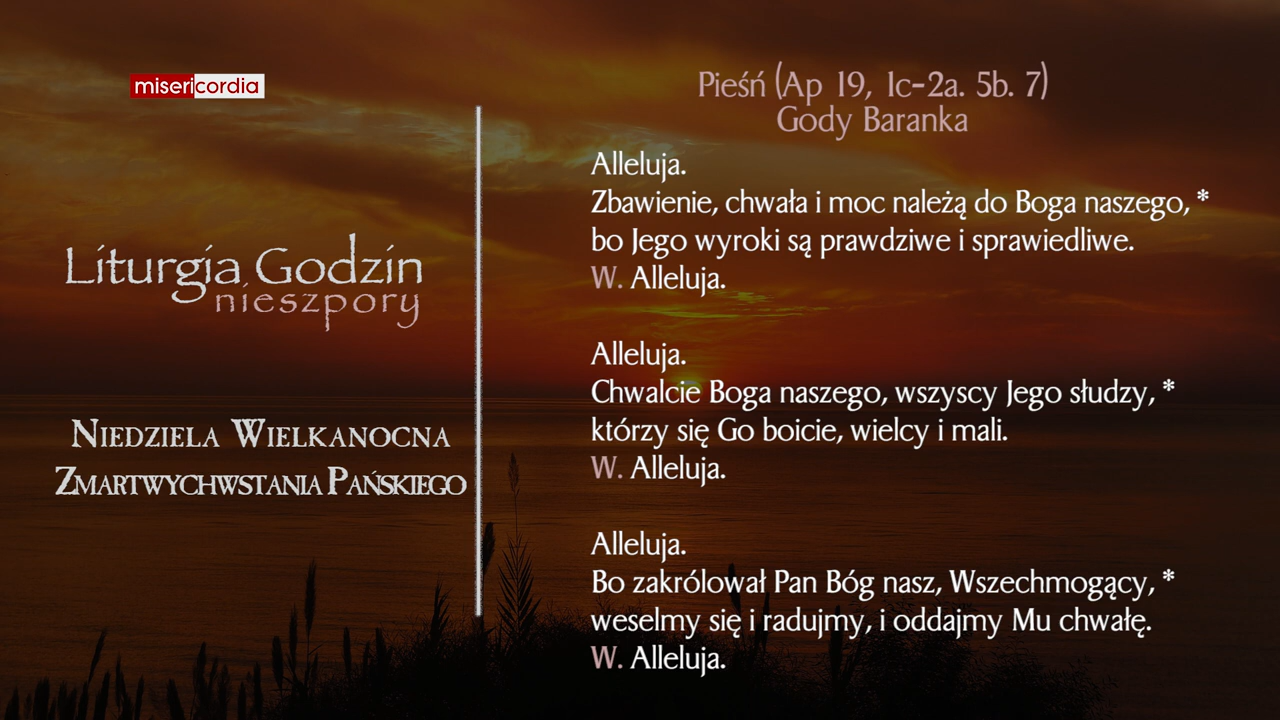 misericordia
Liturgia Godzin
nieszpory
Niedziela Wielkanocna
Zmartwychwstania Pańskiego
Pieśń (Ap 19, 1c-2a. 5b. 7)
Gody Baranka
Alleluja.
Zbawienie, chwała i moc należą do Boga naszego, *
bo Jego wyroki są prawdziwe i sprawiedliwe.
W. Alleluja.
Alleluja.
Chwalcie Boga naszego, wszyscy Jego słudzy, *
którzy się Go boicie, wielcy i mali.
W. Alleluja.
Alleluja.
Bo zakrólował Pan Bóg nasz, Wszechmogący, *
weselmy się i radujmy, i oddajmy Mu chwałę.
W. Alleluja.